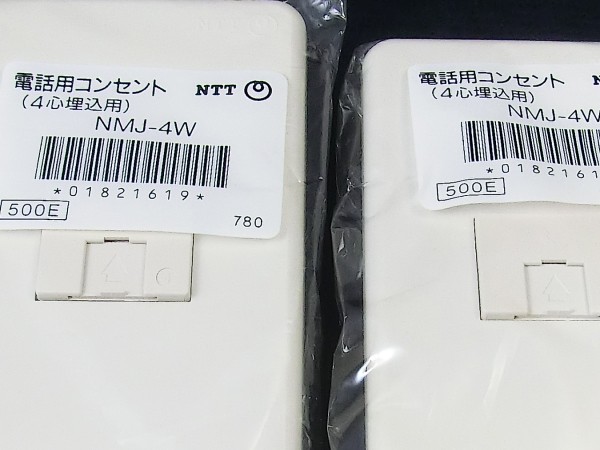 電話用コンセント NTT
(4心埋込用)
NMJ-4W
*01821619*
500E
780
電話用コンセント
(4心埋込用)
NMJ-4W
*0182161
500E